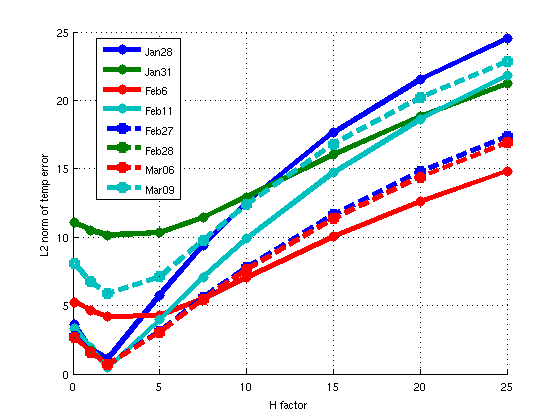 25
20
15
10
5
0
L2 norm of temp error
Jan28
Jan31
Feb6
Feb11
Feb27
Feb28
Mar06
Mar09
0 5 10 15 20 25
H factor